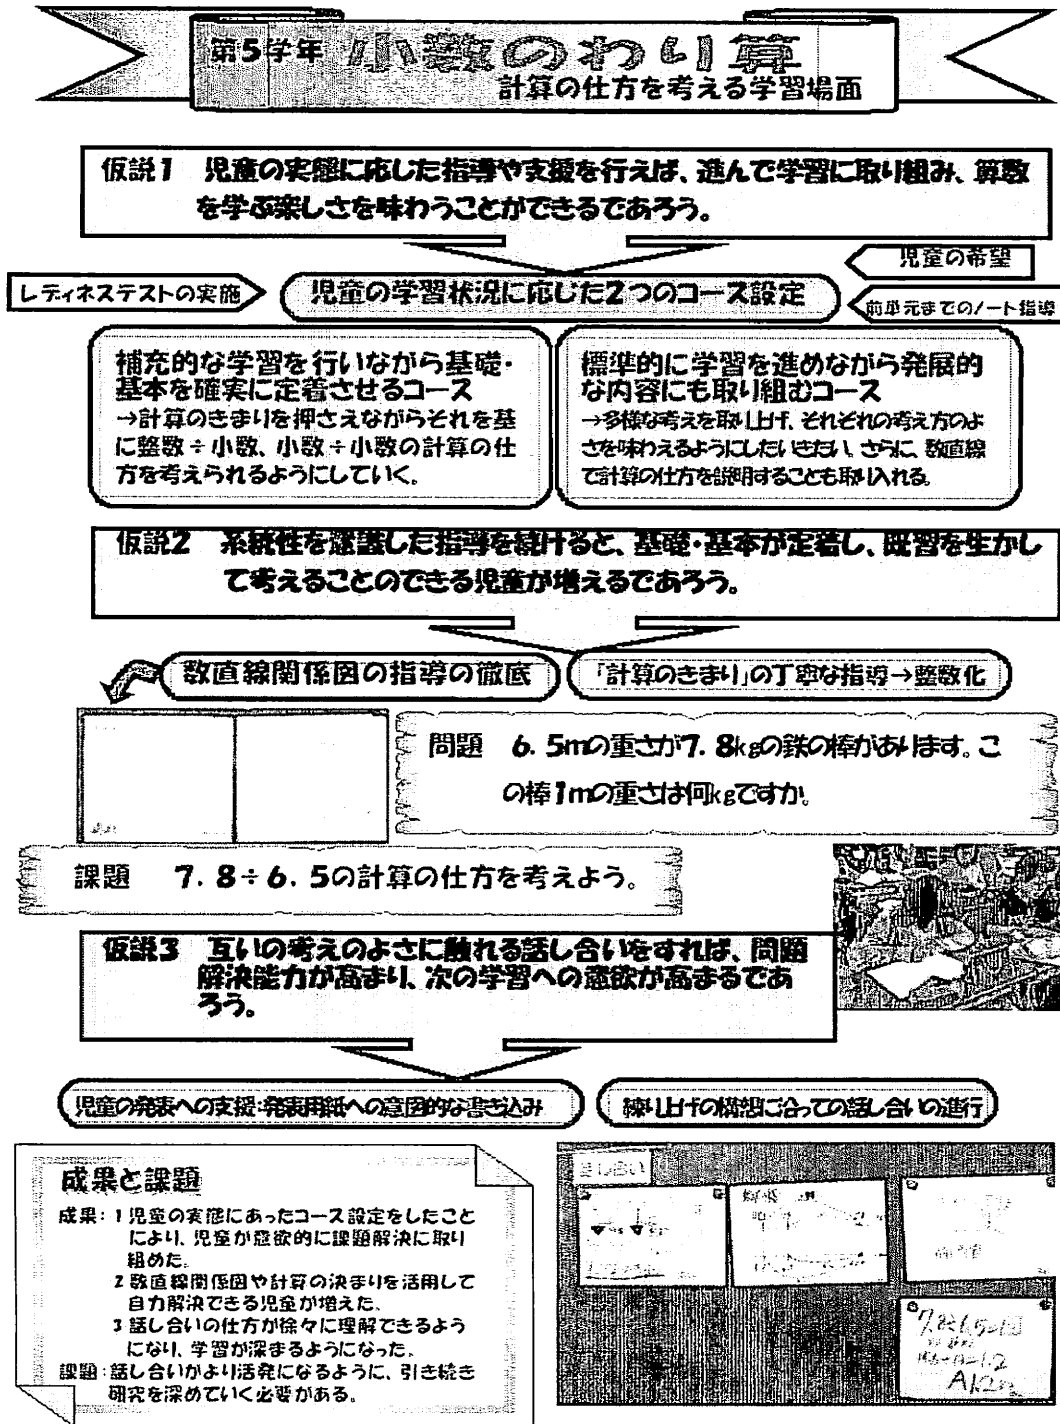 第5学年 小数のわり算
計算の仕方を考える学習場面
仮説1 児童の実態に応じた指導や支援を行えば、進んで学習に取り組み、算数
を学ぶ楽しさを味わうことができるであろう。
児童の希望
レディネステストの実施
児童の学習状況に応じた2つのコース設定
前単元までのノート指導
補充的な学習を行いながら基礎・
基本を確実に定着させるコース
→計算のきまりを押さえながらそれを基
に整数÷小数、小数÷小数の計算の仕
方を考えられるようにしていく。
標準的に学習を進めながら発展的
な内容にも取り組むコース
→多様な考えを取り上げ、それぞれの考え方のよ
さを味わえるようにしたいきたい。さらに、数直線
で計算の仕方を説明することも取り入れる。
仮説2 系統性を意識した指導を続けると、基礎・基本が定着し、既習を生かし
て考えることのできる児童が増えるであろう。
数直線関係図の指導の徹底
「計算のきまり」の丁寧な指導→整数化
問題 6.5mの重さが7.8kgの鉄の棒があります。こ
の棒1mの重さは何kgですか。
課題 7.8÷6.5の計算の仕方を考えよう。
仮説3 互いの考えのよさに触れる話し合いをすれば、問題
解決能力が高まり、次の学習への意欲が高まるであ
ろう。
児童の発表への支援:発表用紙への意図的な書き込み
練り上げの構想に沿っての話し合いの進行
成果と課題
成果:1児童の実態にあったコース設定をしたこと
により、児童が意欲的に課題解決に取り
組めた。
2数直線関係図や計算の決まりを活用して
自力解決できる児童が増えた。
3話し合いの仕方が徐々に理解できるよう
になり、学習が深まるようになった。
課題:話し合いがより活発になるように、引き続き
研究を深めていく必要がある。